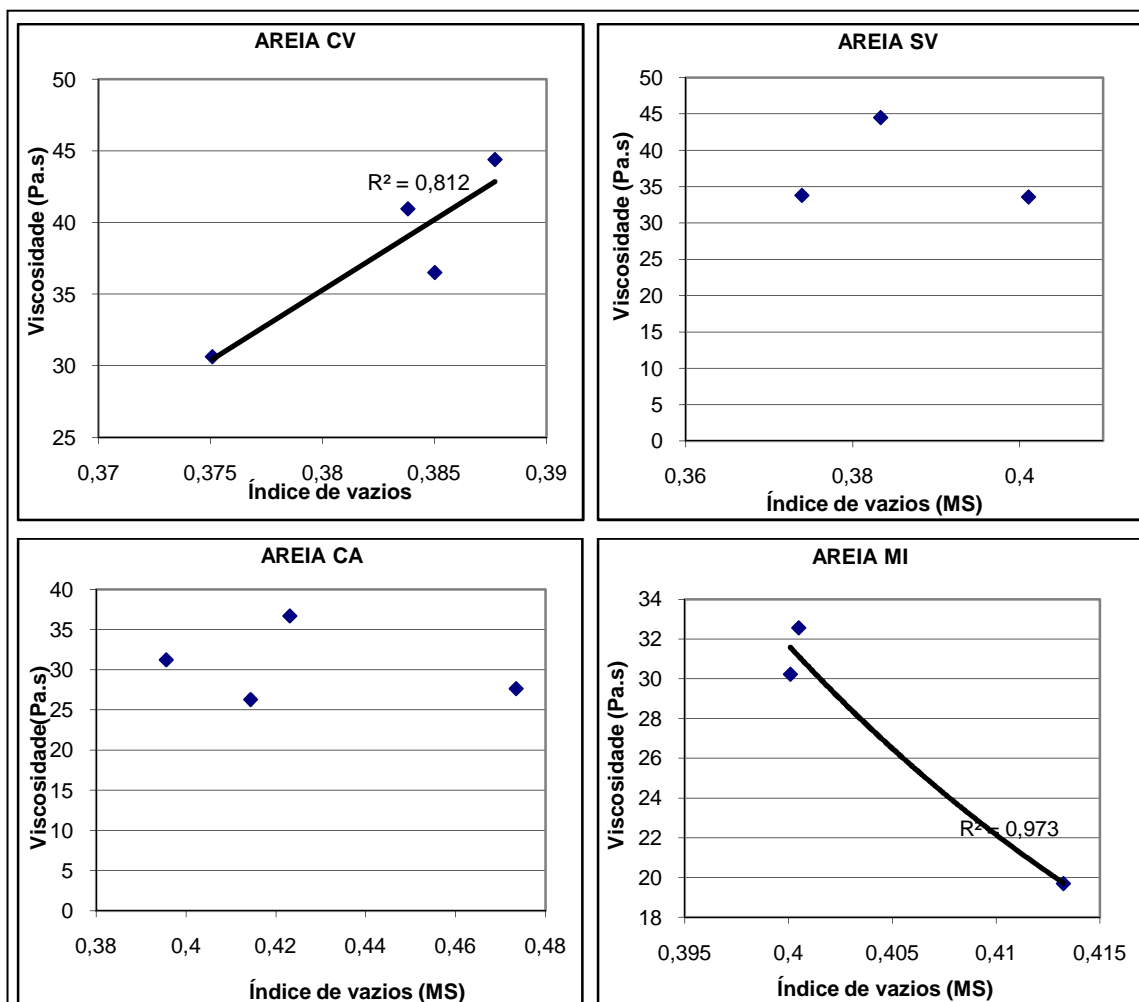 AREIA CV
50
45
40
35
30
25
Viscosidade (Pa.s)
R² = 0,812
0,37 0,375 0,38 0,385 0,39
Índice de vazios
AREIA SV
50
45
40
35
30
25
20
15
10
5
0
Viscosidade (Pa.s)
0,36 0,38 0,4
Índice de vazios (MS)
AREIA CA
40
35
30
25
20
15
10
5
0
Viscosidade(Pa.s)
0,38 0,4 0,42 0,44 0,46 0,48
Índice de vazios (MS)
AREIA MI
34
32
30
28
26
24
22
20
18
Viscosidade (Pa.s)
R² = 0,973
0,395 0,4 0,405 0,41 0,415
Índice de vazios (MS)